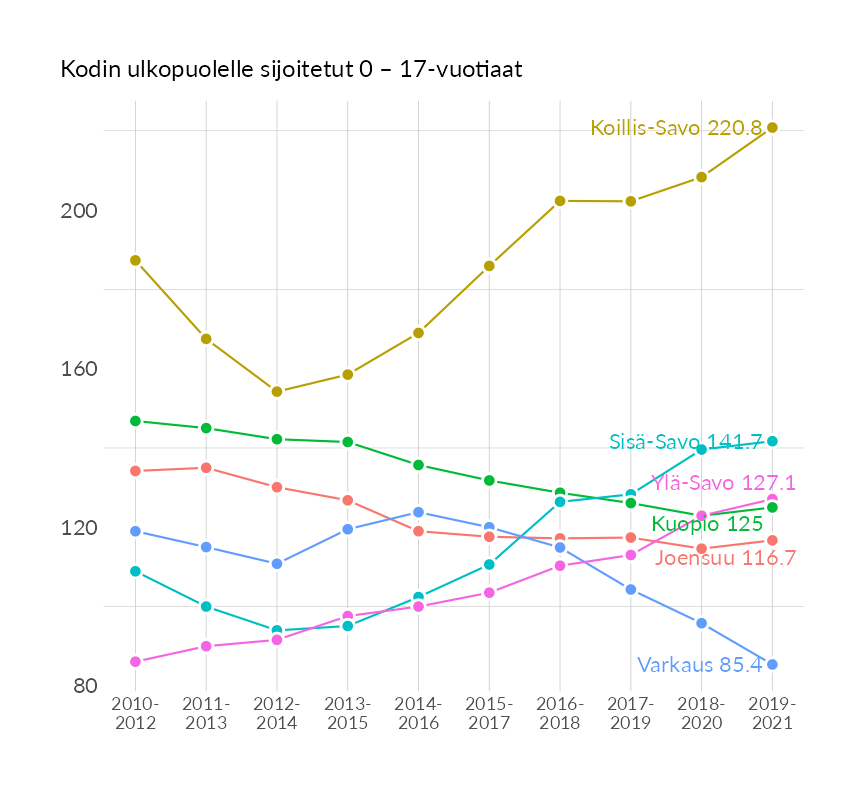 Kodin ulkopuolelle sijoitetut 0 – 17-vuotiaat
Koillis-Savo 220.8
200
160
Sisä-Savo 141.7
Ylä-Savo 127.1
Kuopio 125
120
Joensuu 116.7
Varkaus 85.4
80
2010- 2011- 2012- 2013- 2014- 2015- 2016- 2017- 2018- 2019-
2012 2013 2014 2015 2016 2017 2018 2019 2020 2021